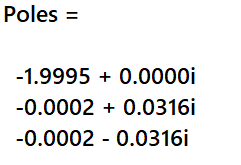 Poles =
-1.9995 + 0.0000i
-0.0002 + 0.0316i
-0.0002 - 0.0316i